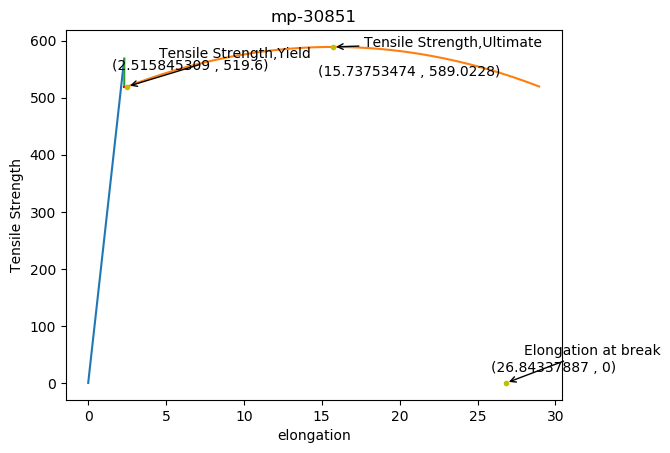 mp-30851
600
500
400
300
200
100
0
Tensile Strength
Tensile Strength,Yield
(2.515845309 , 519.6)
Tensile Strength,Ultimate
(15.73753474 , 589.0228)
Elongation at break
(26.84337887 , 0)
0 5 10 15 20 25 30
elongation